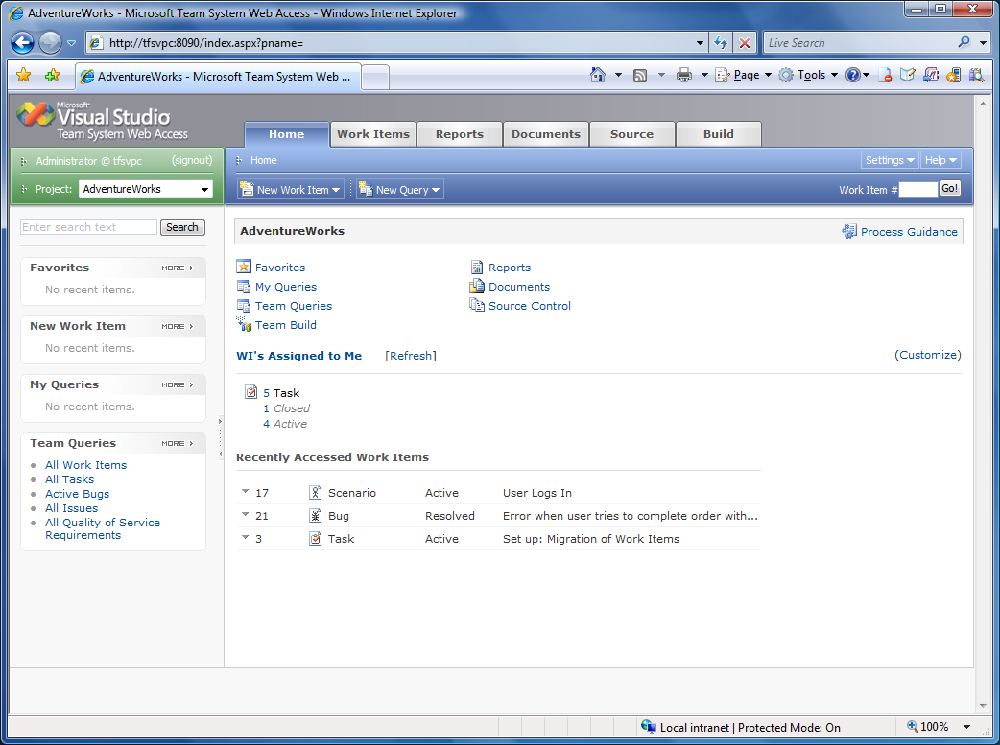 AdventureWorks - Microsoft Team System Web Access - Windows Internet Explorer
http://tfsvpc:8090/index.aspx?pname=
Live Search
AdventureWorks - Microsoft Team System Web ...
Page
Tools
Microsoft®
Visual Studio
Team System Web Access
Home
Work Items
Reports
Documents
Source
Build
Administrator @ tfsvpc
(signout)
Home
Settings
Help
Project:
AdventureWorks
New Work Item
New Query
Work Item #
Go!
Enter search text
Search
Favorites
MORE
No recent items.
New Work Item
MORE
No recent items.
My Queries
MORE
No recent items.
Team Queries
MORE
All Work Items
All Tasks
Active Bugs
All Issues
All Quality of Service
Requirements
AdventureWorks
Process Guidance
Favorites
My Queries
Team Queries
Team Build
Reports
Documents
Source Control
WI's Assigned to Me
[Refresh]
(Customize)
5 Task
1 Closed
4 Active
Recently Accessed Work Items
17 Scenario Active User Logs In
21 Bug Resolved Error when user tries to complete order with...
3 Task Active Set up: Migration of Work Items
Local intranet | Protected Mode: On
100%